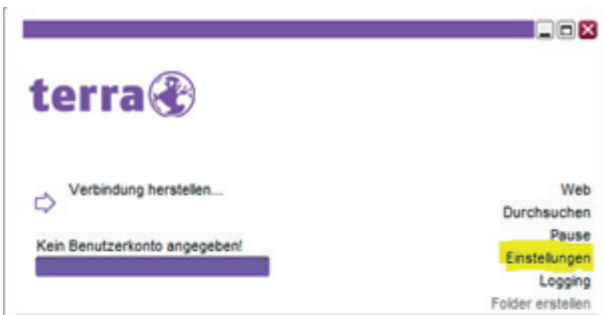 terra
Verbindung herstellen...
Kein Benutzerkonto angegeben!
Web
Durchsuchen
Pause
Einstellungen
Logging
Folder erstellen